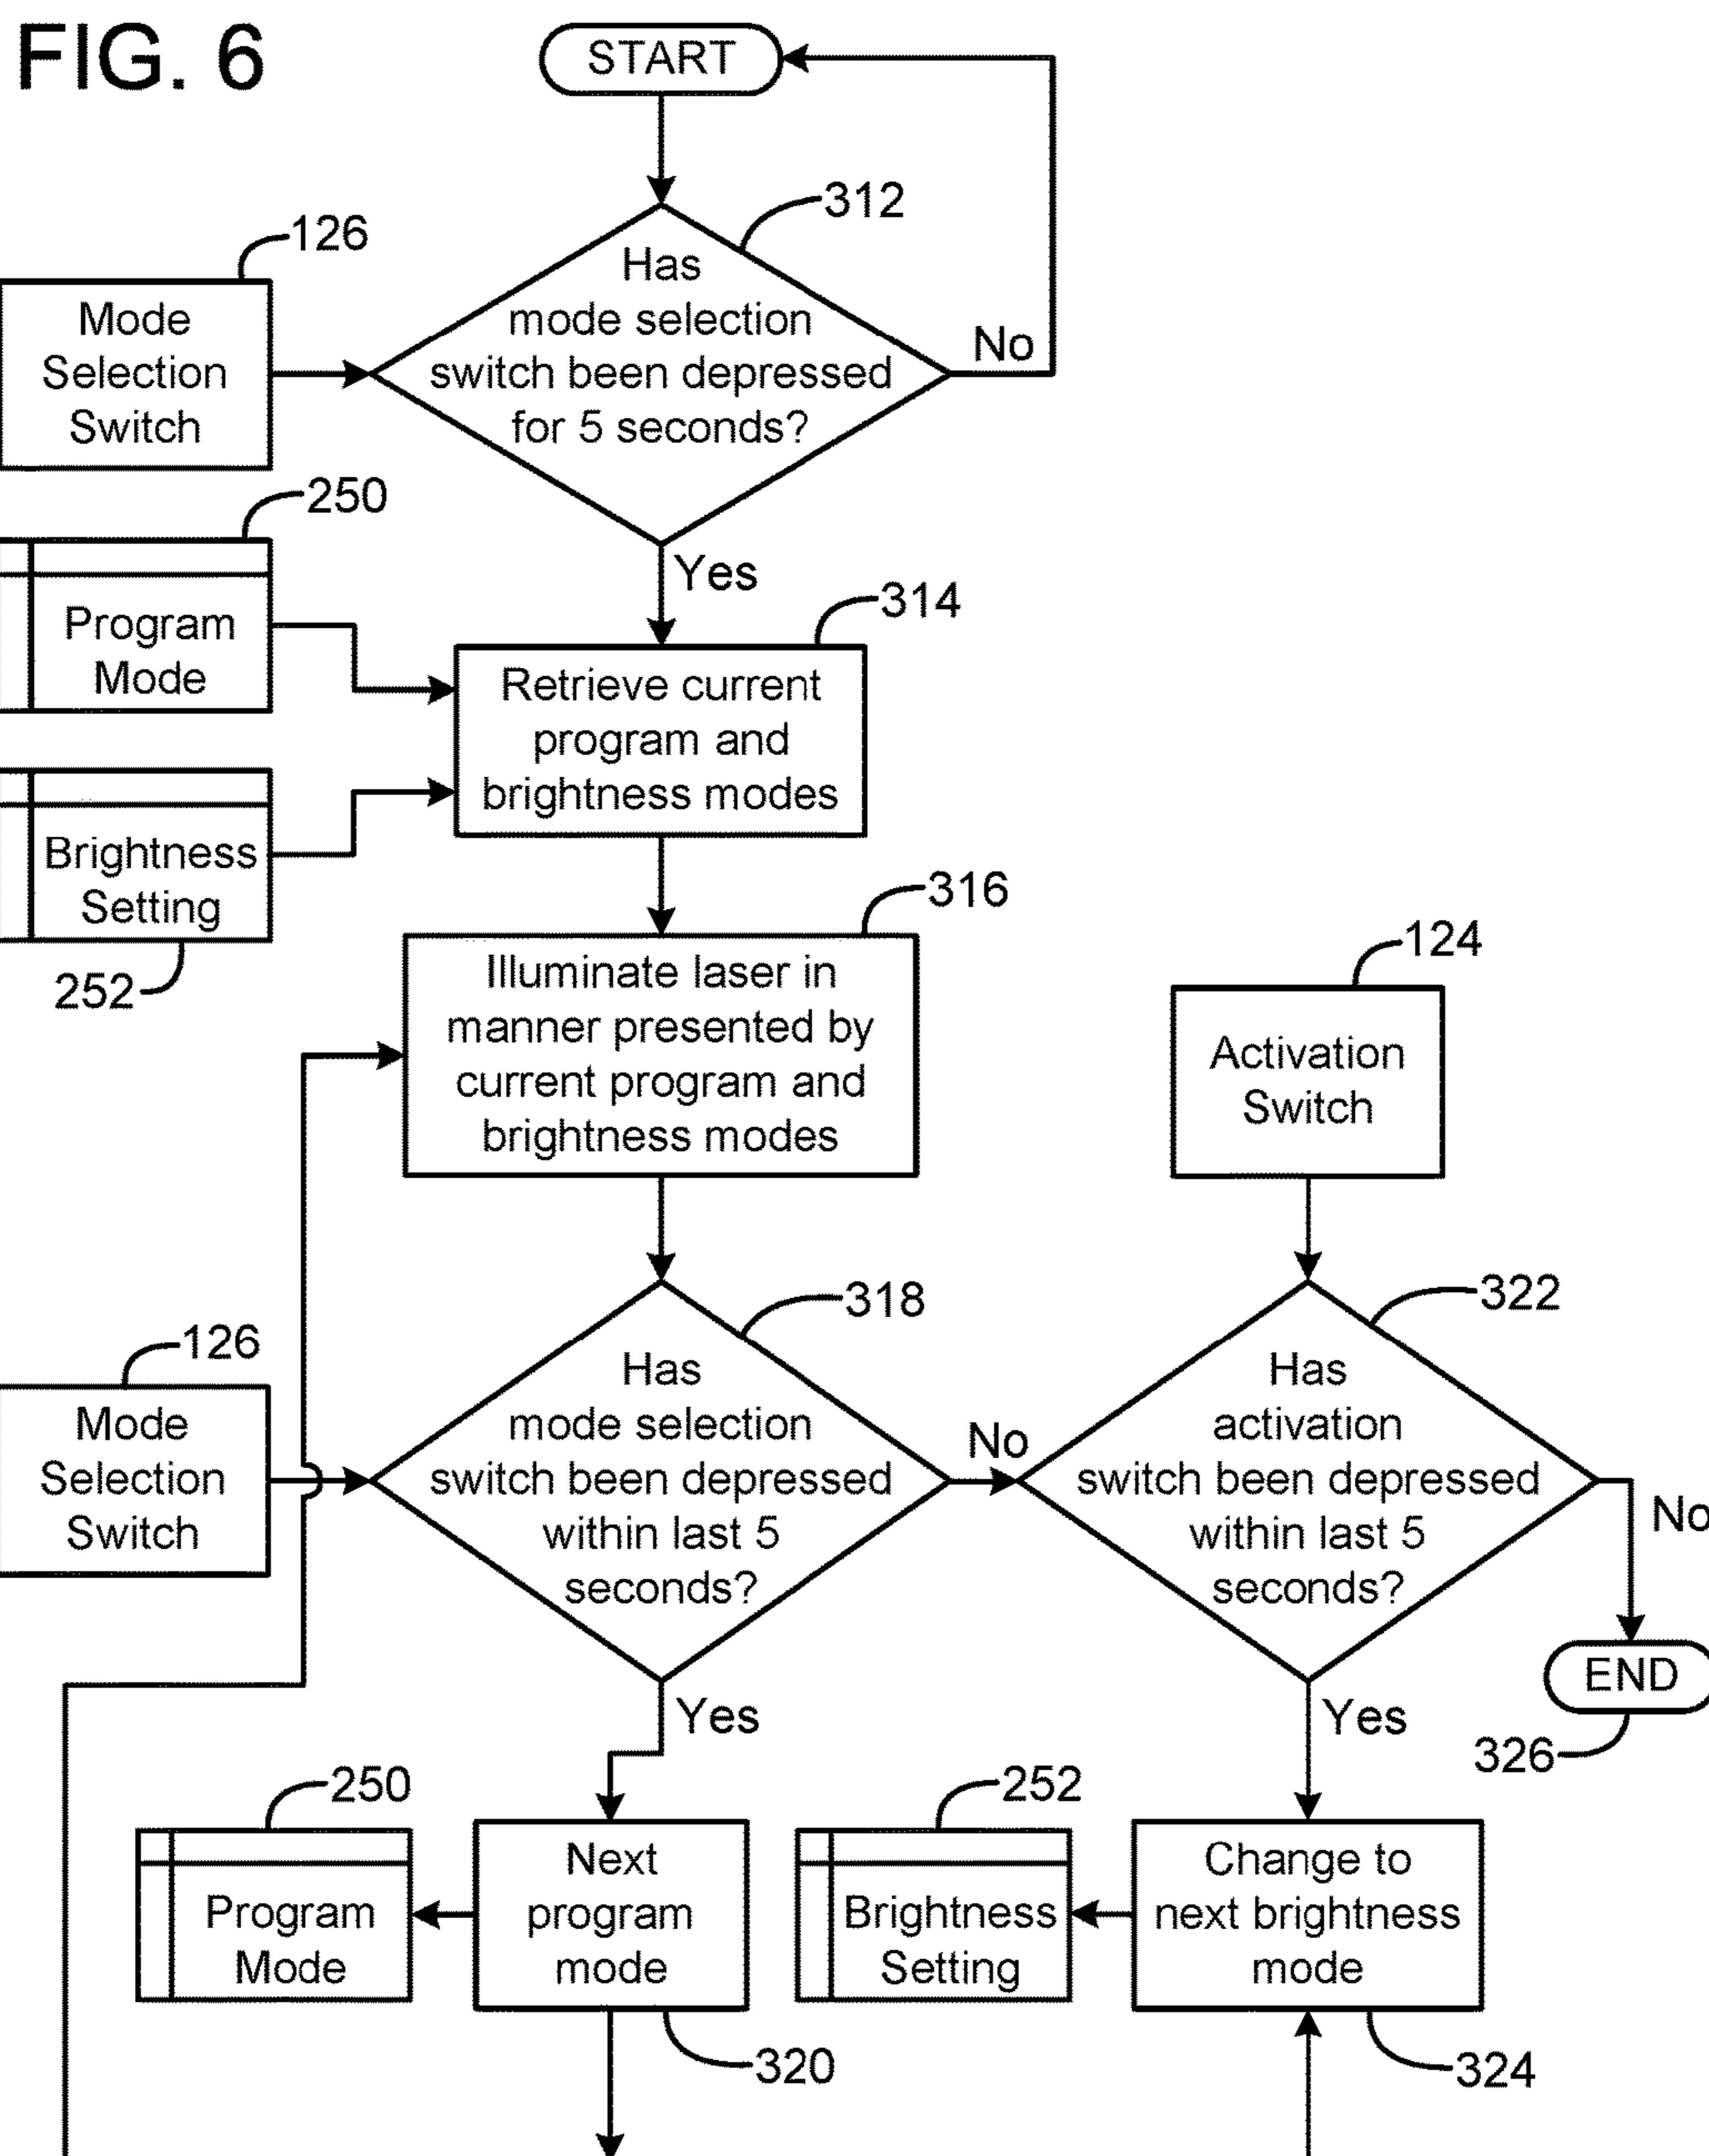 FIG. 6
START
312
126
Has
mode selection
switch been depressed
for 5 seconds?
No
Mode
Selection
Switch
250
Yes
Program
Mode
314
Retrieve current
program and
brightness modes
Brightness
Setting
252
316
Illuminate laser in
manner presented by
current program and
brightness modes
124
Activation
Switch
126
Mode
Selection
Switch
318
Has
mode selection
switch been depressed
within last 5
seconds?
No
322
Has
activation
switch been depressed
within last 5
seconds?
No
END
326
Yes
Yes
250
Program
Mode
Next
program
mode
320
252
Brightness
Setting
Change to
next brightness
mode
324